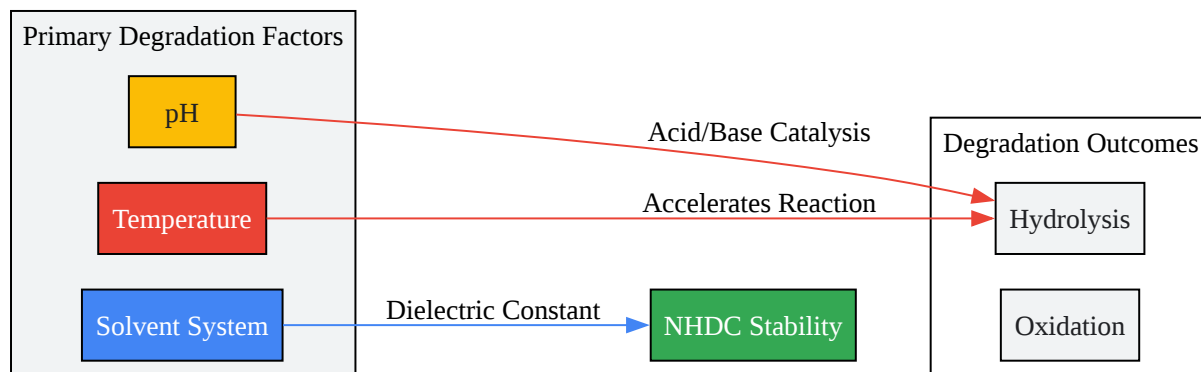 Primary Degradation Factors
pH
Acid/Base Catalysis
Degradation Outcomes
Temperature
Accelerates Reaction
Hydrolysis
Solvent System
Dielectric Constant
NHDC Stability
Oxidation